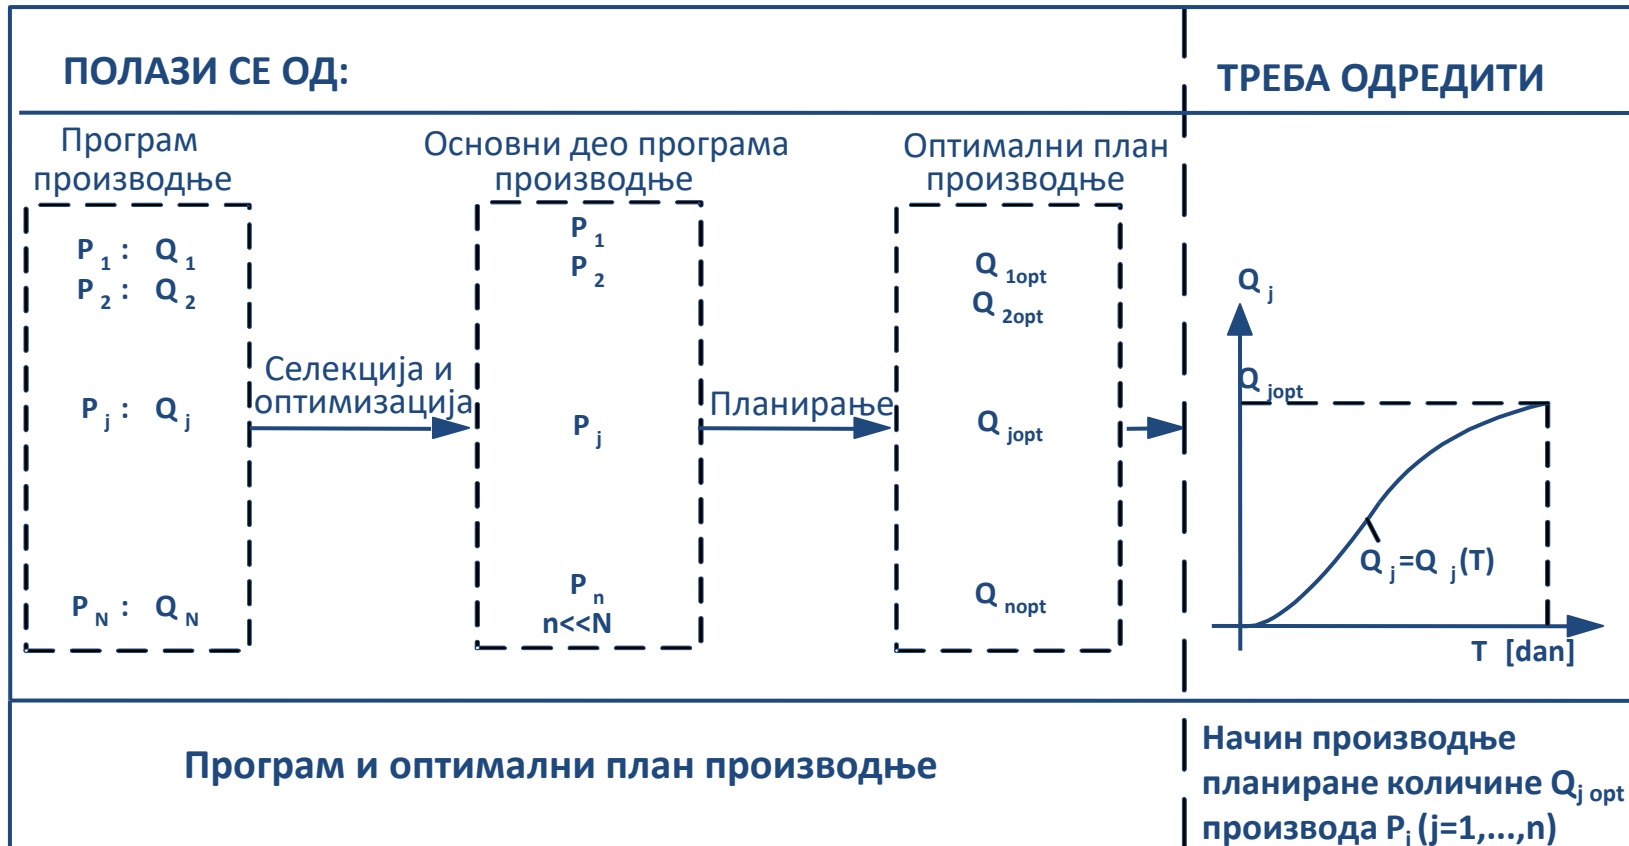 ПОЛАЗИ СЕ ОД:
ТРЕБА ОДРЕДИТИ
Програм
производње
P 1 : Q 1
P 2 : Q 2
P j : Q j
P N : Q N
Селекција и
оптимизација
Основни део програма
производње
P 1
P 2
P j
P n
n<<N
Планирање
Оптимални план
производње
Q 1opt
Q 2opt
Q jopt
Q nopt
Q j
Q jopt
Q j =Q j (T)
T [dan]
Програм и оптимални план производње
Начин производње
планиране количине Qj opt
производа Pj (j=1,...,n)